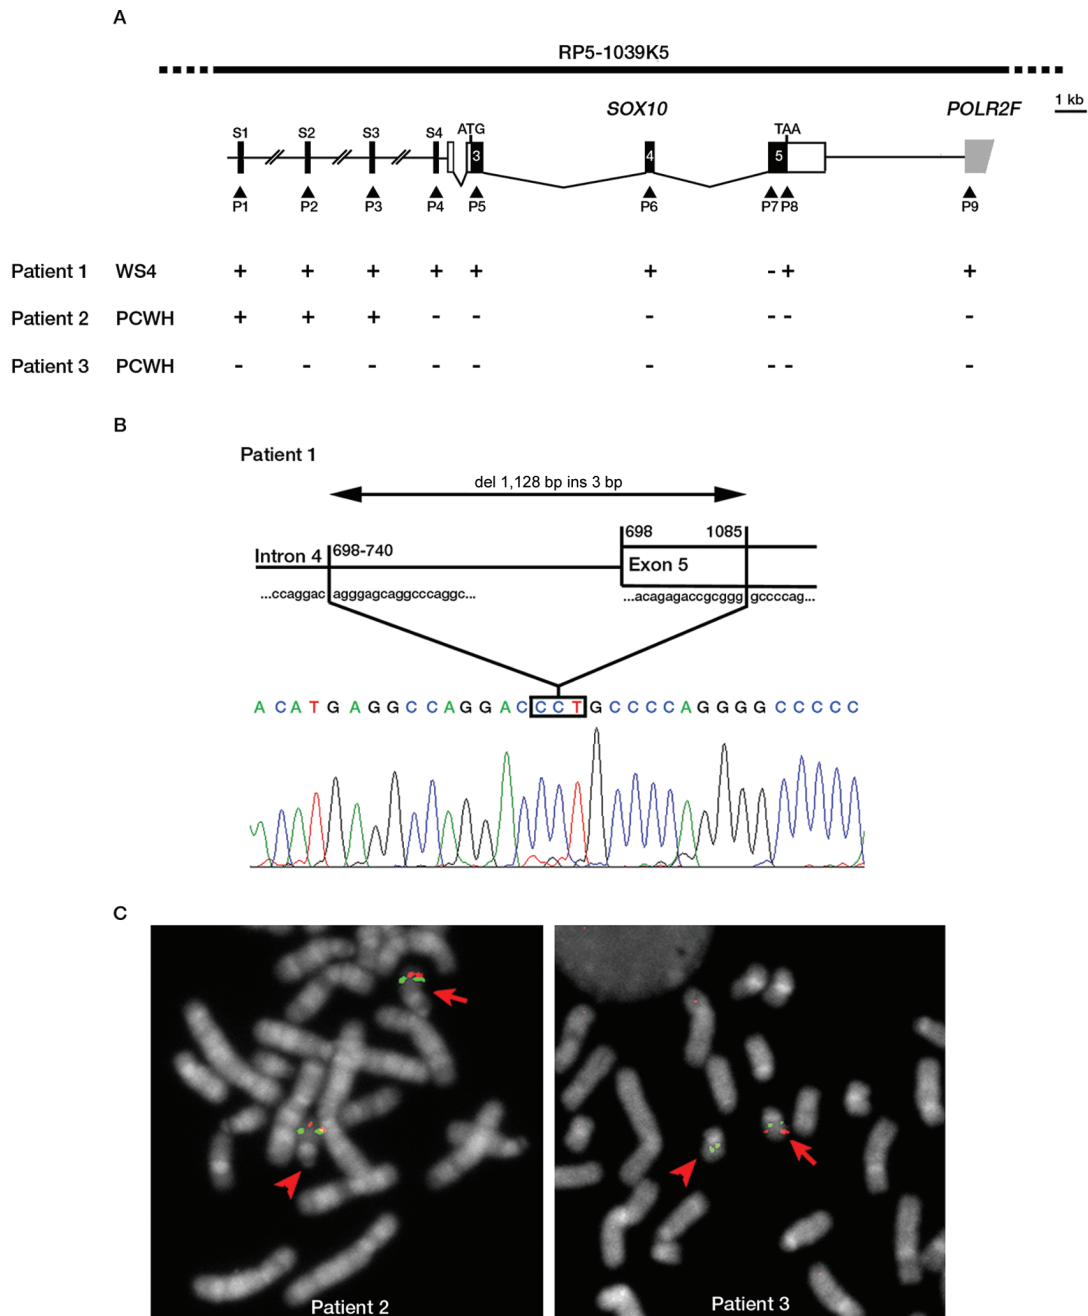 A
RP5-1039K5
1 kb
SOX10
POLR2F
S1 S2 S3 S4 ATG TAA
3 4 5
P1 P2 P3 P4 P5 P6 P7 P8 P9
Patient 1 WS4 + + + + + + - + +
Patient 2 PCWH + + + - - - - - -
Patient 3 PCWH - - - - - - - - -
B
Patient 1
del 1,128 bp ins 3 bp
698 1085
Intron 4 698-740
Exon 5
...ccaggac agggagcaggcccaggc... ...acagagaccgcggg gccccag...
A C A T G A G G C C A G G A C C C T G C C C C A G G G G C C C C C
C
Patient 2
Patient 3